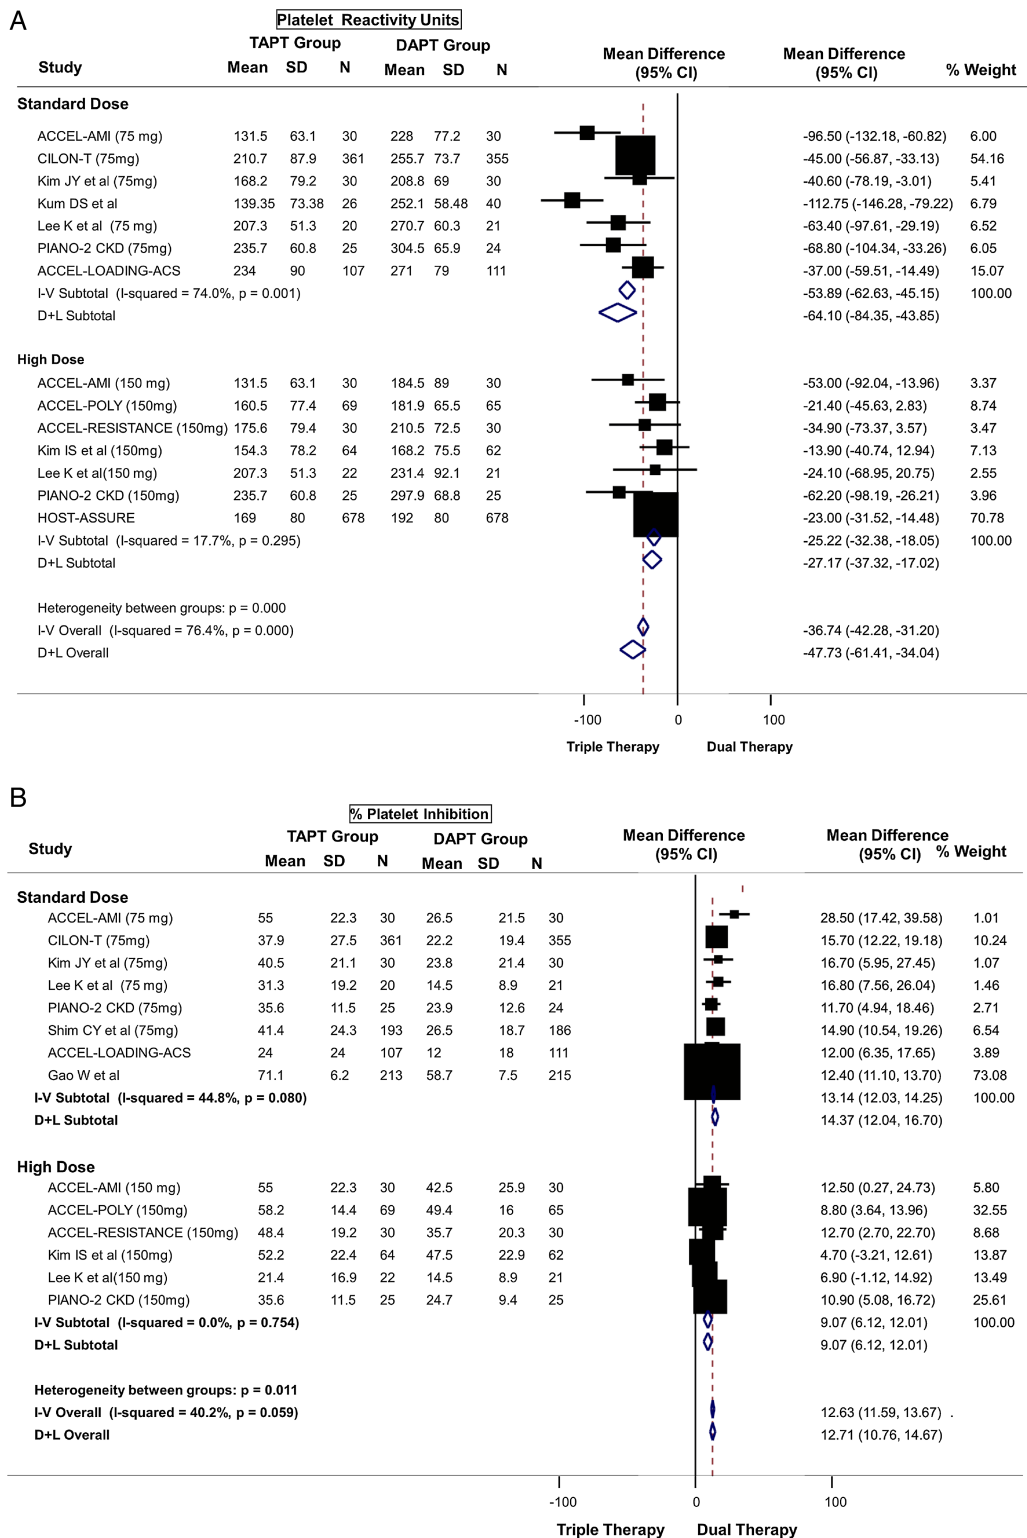 A
Platelet Reactivity Units
TAPT Group DAPT Group
Study Mean SD N Mean SD N Mean Difference (95% CI) Mean Difference (95% CI) % Weight
Standard Dose
ACCEL-AMI (75 mg) 131.5 63.1 30 228 77.2 30 -96.50 (-132.18, -60.82) 6.00
CILON-T (75mg) 210.7 87.9 361 255.7 73.7 355 -45.00 (-56.87, -33.13) 54.16
Kim JY et al (75mg) 168.2 79.2 30 208.8 69 30 -40.60 (-78.19, -3.01) 5.41
Kum DS et al 139.35 73.38 26 252.1 58.48 40 -112.75 (-146.28, -79.22) 6.79
Lee K et al (75 mg) 207.3 51.3 20 270.7 60.3 21 -63.40 (-97.61, -29.19) 6.52
PIANO-2 CKD (75mg) 235.7 60.8 25 304.5 65.9 24 -68.80 (-104.34, -33.26) 6.05
ACCEL-LOADING-ACS 234 90 107 271 79 111 -37.00 (-59.51, -14.49) 15.07
I-V Subtotal (I-squared = 74.0%, p = 0.001) -53.89 (-62.63, -45.15) 100.00
D+L Subtotal -64.10 (-84.35, -43.85)
High Dose
ACCEL-AMI (150 mg) 131.5 63.1 30 184.5 89 30 -53.00 (-92.04, -13.96) 3.37
ACCEL-POLY (150mg) 160.5 77.4 69 181.9 65.5 65 -21.40 (-45.63, 2.83) 8.74
ACCEL-RESISTANCE (150mg) 175.6 79.4 30 210.5 72.5 30 -34.90 (-73.37, 3.57) 3.47
Kim IS et al (150mg) 154.3 78.2 64 168.2 75.5 62 -13.90 (-40.74, 12.94) 7.13
Lee K et al(150 mg) 207.3 51.3 22 231.4 92.1 21 -24.10 (-68.95, 20.75) 2.55
PIANO-2 CKD (150mg) 235.7 60.8 25 297.9 68.8 25 -62.20 (-98.19, -26.21) 3.96
HOST-ASSURE 169 80 678 192 80 678 -23.00 (-31.52, -14.48) 70.78
I-V Subtotal (I-squared = 17.7%, p = 0.295) -25.22 (-32.38, -18.05) 100.00
D+L Subtotal -27.17 (-37.32, -17.02)
Heterogeneity between groups: p = 0.000
I-V Overall (I-squared = 76.4%, p = 0.000) -36.74 (-42.28, -31.20)
D+L Overall -47.73 (-61.41, -34.04)
-100 0 100
Triple Therapy Dual Therapy
B
% Platelet Inhibition
TAPT Group DAPT Group
Study Mean SD N Mean SD N Mean Difference (95% CI) Mean Difference (95% CI) % Weight
Standard Dose
ACCEL-AMI (75 mg) 55 22.3 30 26.5 21.5 30 28.50 (17.42, 39.58) 1.01
CILON-T (75mg) 37.9 27.5 361 22.2 19.4 355 15.70 (12.22, 19.18) 10.24
Kim JY et al (75mg) 40.5 21.1 30 23.8 21.4 30 16.70 (5.95, 27.45) 1.07
Lee K et al (75 mg) 31.3 19.2 20 14.5 8.9 21 16.80 (7.56, 26.04) 1.46
PIANO-2 CKD (75mg) 35.6 11.5 25 23.9 12.6 24 11.70 (4.94, 18.46) 2.71
Shim CY et al (75mg) 41.4 24.3 193 26.5 18.7 186 14.90 (10.54, 19.26) 6.54
ACCEL-LOADING-ACS 24 24 107 12 18 111 12.00 (6.35, 17.65) 3.89
Gao W et al 71.1 6.2 213 58.7 7.5 215 12.40 (11.10, 13.70) 73.08
I-V Subtotal (I-squared = 44.8%, p = 0.080) 13.14 (12.03, 14.25) 100.00
D+L Subtotal 14.37 (12.04, 16.70)
High Dose
ACCEL-AMI (150 mg) 55 22.3 30 42.5 25.9 30 12.50 (0.27, 24.73) 5.80
ACCEL-POLY (150mg) 58.2 14.4 69 49.4 16 65 8.80 (3.64, 13.96) 32.55
ACCEL-RESISTANCE (150mg) 48.4 19.2 30 35.7 20.3 30 12.70 (2.70, 22.70) 8.68
Kim IS et al (150mg) 52.2 22.4 64 47.5 22.9 62 4.70 (-3.21, 12.61) 13.87
Lee K et al(150 mg) 21.4 16.9 22 14.5 8.9 21 6.90 (-1.12, 14.92) 13.49
PIANO-2 CKD (150mg) 35.6 11.5 25 24.7 9.4 25 10.90 (5.08, 16.72) 25.61
I-V Subtotal (I-squared = 0.0%, p = 0.754) 9.07 (6.12, 12.01) 100.00
D+L Subtotal 9.07 (6.12, 12.01)
Heterogeneity between groups: p = 0.011
I-V Overall (I-squared = 40.2%, p = 0.059) 12.63 (11.59, 13.67) .
D+L Overall 12.71 (10.76, 14.67)
-100 0 100
Triple Therapy Dual Therapy